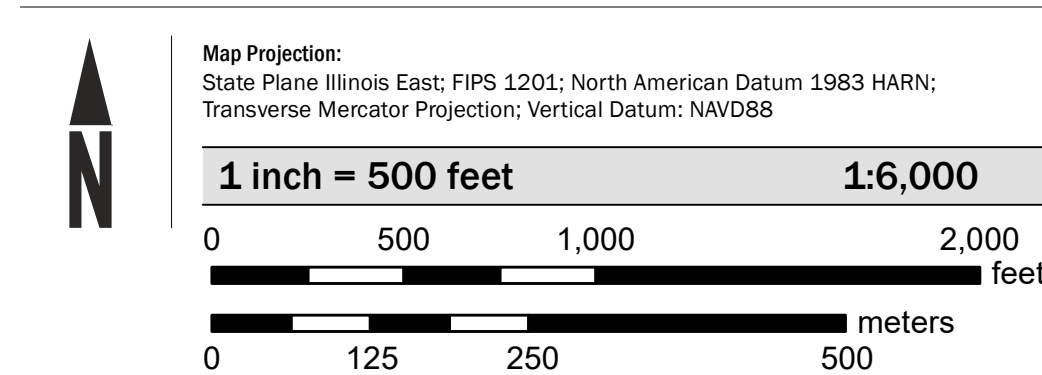 N
Map Projection:
State Plane Illinois East; FIPS 1201; North American Datum 1983 HARN;
Transverse Mercator Projection; Vertical Datum: NAVD88
1 inch = 500 feet 1:6,000
0 500 1,000 2,000
feet
meters
0 125 250 500